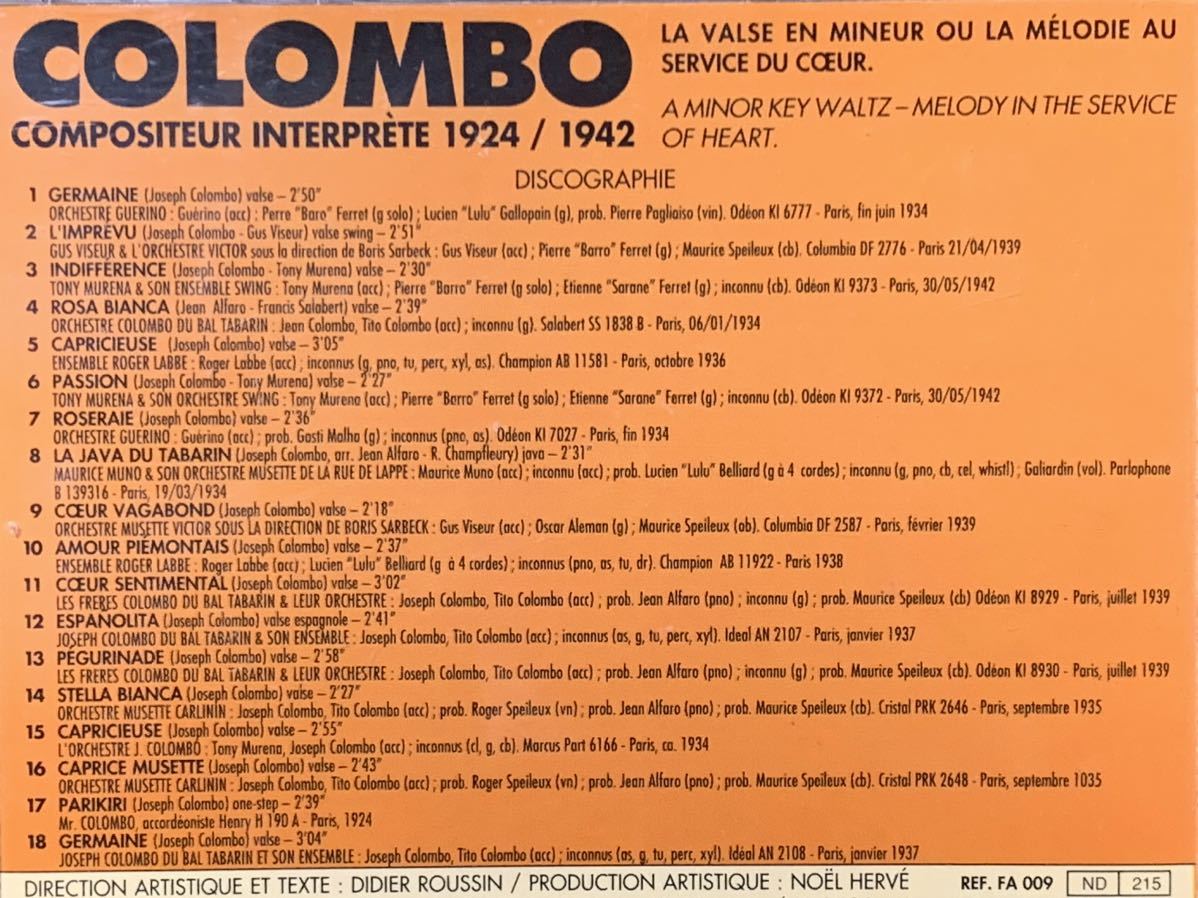 COLOMBO
COMPOSITEUR INTERPRÈTE 1924 / 1942
LA VALSE EN MINEUR OU LA MÉLODIE AU
SERVICE DU CŒUR.
A MINOR KEY WALTZ – MELODY IN THE SERVICE
OF HEART.
DISCOGRAPHIE
1 GERMAINE (Joseph Colombo) valse – 2'50"
ORCHESTRE GUERINO : Guérino (acc) ; Perre "Baro" Ferret (g solo) ; Lucien "Lulu" Gallopain (g), prob. Pierre Pagliaiso (vin). Odéon KI 6777 - Paris, fin juin 1934
2 L'IMPRÉVU (Joseph Colombo - Gus Viseur) valse swing – 2'51"
GUS VISEUR & L'ORCHESTRE VICTOR sous la direction de Boris Sarbeck : Gus Viseur (acc) ; Pierre "Barro" Ferret (g) ; Maurice Speileux (cb). Columbia DF 2776 - Paris 21/04/1939
3 INDIFFÉRENCE (Joseph Colombo - Tony Murena) valse – 2'30"
TONY MURENA & SON ENSEMBLE SWING : Tony Murena (acc) ; Pierre "Barro" Ferret (g solo) ; Etienne "Sarane" Ferret (g) ; inconnu (cb). Odéon KI 9373 - Paris, 30/05/1942
4 ROSA BIANCA (Jean Alfaro - Francis Salabert) valse – 2'39"
ORCHESTRE COLOMBO DU BAL TABARIN : Jean Colombo, Tito Colombo (acc) ; inconnu (g). Salabert SS 1838 B - Paris, 06/01/1934
5 CAPRICIEUSE (Joseph Colombo) valse – 3'05"
ENSEMBLE ROGER LABBE : Roger Labbe (acc) ; inconnus (g, pno, tu, perc, xyl, as). Champion AB 11581 - Paris, octobre 1936
6 PASSION (Joseph Colombo - Tony Murena) valse – 2'27"
TONY MURENA & SON ORCHESTRE SWING : Tony Murena (acc) ; Pierre "Barro" Ferret (g solo) ; Etienne "Sarane" Ferret (g) ; inconnu (cb). Odéon KI 9372 - Paris, 30/05/1942
7 ROSERAIE (Joseph Colombo) valse – 2'36"
ORCHESTRE GUERINO : Guérino (acc) ; prob. Gasti Malha (g) ; inconnus (pno, as). Odéon KI 7027 - Paris, fin 1934
8 LA JAVA DU TABARIN (Joseph Colombo, arr. Jean Alfaro - R. Champfleury) java – 2'31"
MAURICE MUNO & SON ORCHESTRE MUSETTE DE LA RUE DE LAPPE : Maurice Muno (acc) ; inconnu (acc) ; prob. Lucien "Lulu" Belliard (g à 4 cordes) ; inconnu (g, pno, cb, cel, whistl) ; Galiardin (vol). Parlophone
B 139316 - Paris, 19/03/1934
9 CŒUR VAGABOND (Joseph Colombo) valse – 2'18"
ORCHESTRE MUSETTE VICTOR SOUS LA DIRECTION DE BORIS SARBECK : Gus Viseur (acc) ; Oscar Aleman (g) ; Maurice Speileux (ob). Columbia DF 2587 - Paris, février 1939
10 AMOUR PIÉMONTAIS (Joseph Colombo) valse – 2'37"
ENSEMBLE ROGER LABBE : Roger Labbe (acc) ; Lucien "Lulu" Belliard (g à 4 cordes) ; inconnus (pno, as, tu, dr). Champion AB 11922 - Paris 1938
11 CŒUR SENTIMENTAL (Joseph Colombo) valse – 3'02"
LES FRERES COLOMBO DU BAL TABARIN & LEUR ORCHESTRE : Joseph Colombo, Tito Colombo (acc) ; prob. Jean Alfaro (pno) ; inconnu (g) ; prob. Maurice Speileux (cb) Odéon KI 8929 - Paris, juillet 1939
12 ESPANOLITA (Joseph Colombo) valse espagnole – 2'41"
JOSEPH COLOMBO DU BAL TABARIN & SON ENSEMBLE : Joseph Colombo, Tito Colombo (acc) ; inconnus (as, g, tu, perc, xyl). Ideal AN 2107 - Paris, janvier 1937
13 PÉGURINADE (Joseph Colombo) valse – 2'58"
LES FRERES COLOMBO DU BAL TABARIN & LEUR ORCHESTRE : Joseph Colombo, Tito Colombo (acc) ; prob. Jean Alfaro (pno) ; inconnu (g) ; prob. Maurice Speileux (cb). Odéon KI 8930 - Paris, juillet 1939
14 STELLA BIANCA (Joseph Colombo) valse – 2'27"
ORCHESTRE MUSETTE CARLININ : Joseph Colombo, Tito Colombo (acc) ; prob. Roger Speileux (vn) ; prob. Jean Alfaro (pno) ; prob. Maurice Speileux (cb). Cristal PRK 2646 - Paris, septembre 1935
15 CAPRICIEUSE (Joseph Colombo) valse – 2'55"
L'ORCHESTRE J. COLOMBO : Tony Murena, Joseph Colombo (acc) ; inconnus (cl, g, cb). Marcus Part 6166 - Paris, ca. 1934
16 CAPRICE MUSETTE (Joseph Colombo) valse – 2'43"
ORCHESTRE MUSETTE CARLININ : Joseph Colombo, Tito Colombo (acc) ; prob. Roger Speileux (vn) ; prob. Jean Alfaro (pno) ; prob. Maurice Speileux (cb). Cristal PRK 2648 - Paris, septembre 1035
17 PARIKIRI (Joseph Colombo) one-step – 2'39"
Mr. COLOMBO, accordéoniste Henry H 190 A - Paris, 1924
18 GERMAINE (Joseph Colombo) valse – 3'04"
JOSEPH COLOMBO DU BAL TABARIN ET SON ENSEMBLE : Joseph Colombo, Tito Colombo (acc) ; inconnus (as, g, tu, perc, xyl). Idéal AN 2108 - Paris, janvier 1937
DIRECTION ARTISTIQUE ET TEXTE : DIDIER ROUSSIN / PRODUCTION ARTISTIQUE : NOËL HERVÉ
REF. FA 009 ND 215